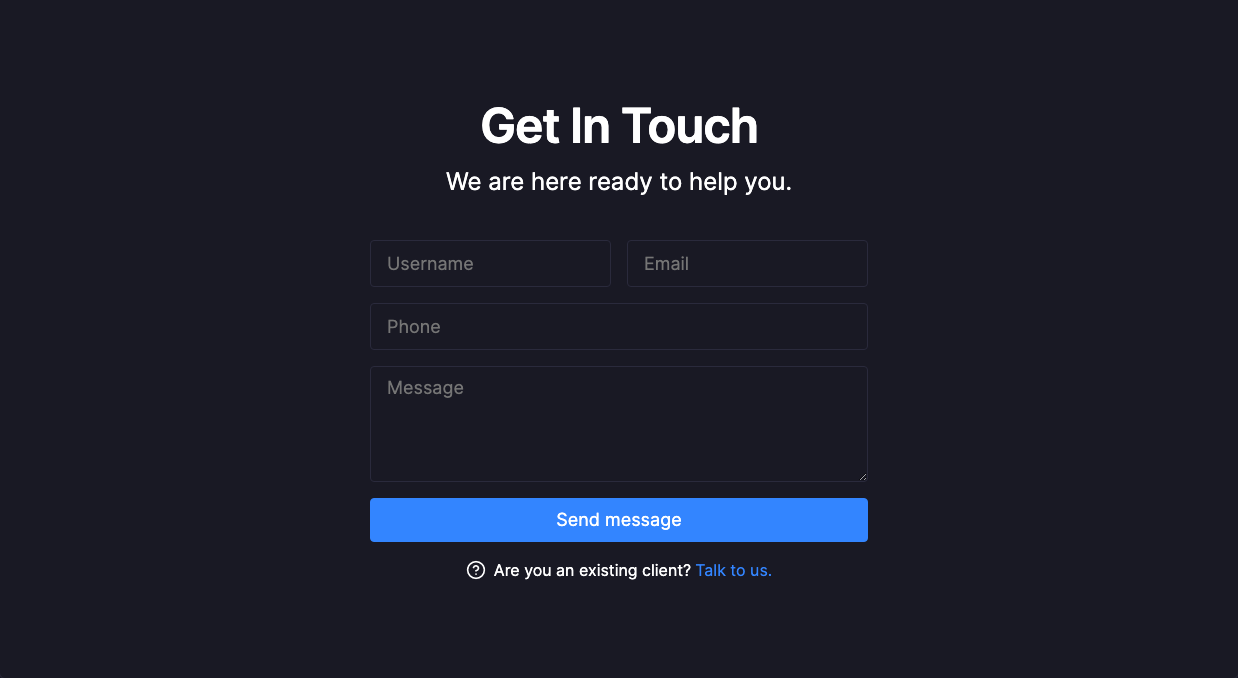 Get In Touch
We are here ready to help you.
Username
Email
Phone
Message
Send message
Are you an existing client? Talk to us.